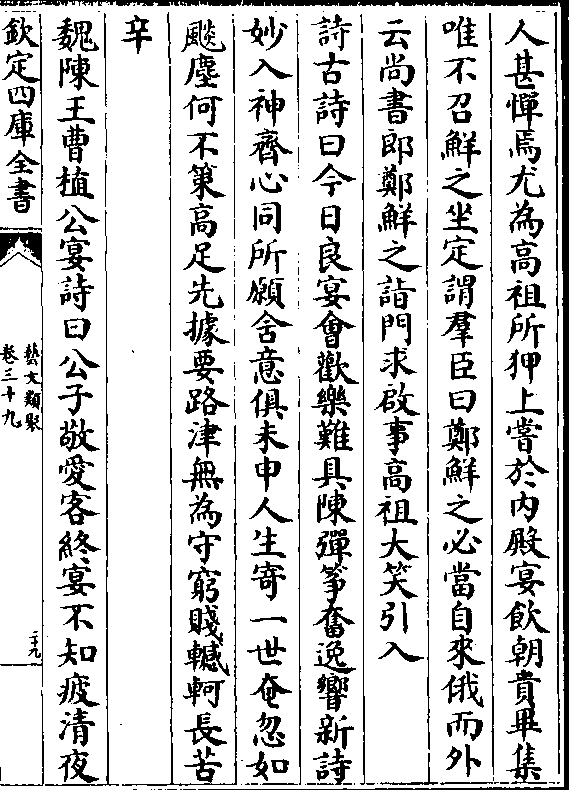 人甚憚焉尤為高祖所狎上嘗於内殿宴飲朝貴畢集
唯不召鮮之坐定謂羣臣曰鄭鮮之必當自來俄而外
云尚書郎鄭鮮之詣門求啟事高祖大笑引入
詩古詩曰今日良宴會歡樂難具陳彈筝奮逸響新詩
妙入神齊心同所願含意俱未申人生寄一世奄忽如
飈塵何不策高足先據要路津無為守窮賤轗軻長苦
辛
魏陳王曹植公宴詩曰公子敬愛客終宴不知疲清夜
欽定四庫全書
藝文類聚
卷三十九
二十九